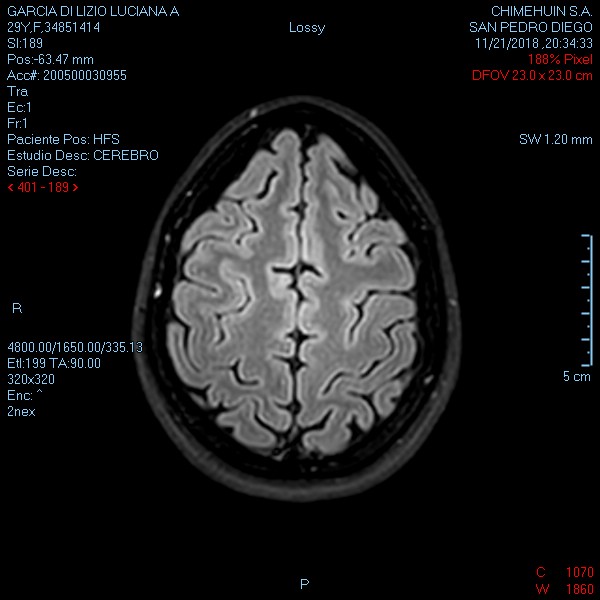 GARCIA DI LIZIO LUCIANA A
29Y,F,34851414
Sl:189
Pos:-63.47 mm
Acc#: 200500030955
Tra
Ec:1
Fr:1
Paciente Pos: HFS
Estudio Desc: CEREBRO
Serie Desc:
< 401 - 189 >
Lossy
CHIMEHUIN S.A.
SAN PEDRO DIEGO
11/21/2018 ,20:34:33
188% Pixel
DFOV 23.0 x 23.0 cm
SW 1.20 mm
R
5 cm
4800.00/1650.00/335.13
Etl:199 TA:90.00
320x320
Enc: ^
2nex
P
C 1070
W 1860